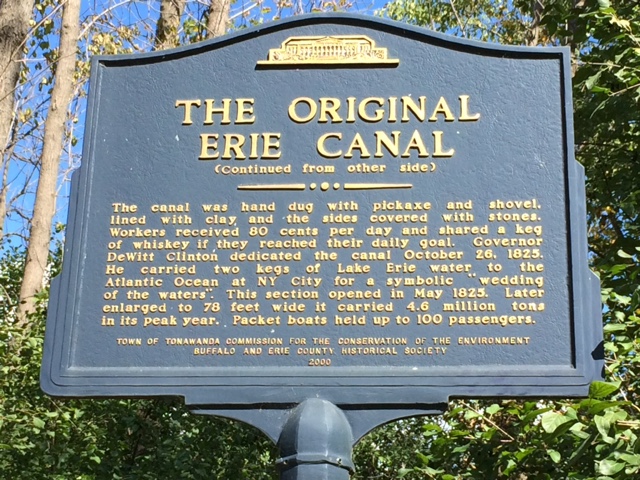 THE ORIGINAL
ERIE CANAL
(Continued from other side)
The canal was hand dug with pickaxe and shovel,
lined with clay and the sides covered with stones.
Workers received 80 cents per day and shared a keg
of whiskey if they reached their daily goal. Governor
DeWitt Clinton dedicated the canal October 26, 1825.
He carried two kegs of Lake Erie water to the
Atlantic Ocean at NY City for a symbolic "wedding
of the waters". This section opened in May 1825. Later
enlarged to 78 feet wide it carried 4.6 million tons
in its peak year. Packet boats held up to 100 passengers.
TOWN OF TONAWANDA COMMISSION FOR THE CONSERVATION OF THE ENVIRONMENT
BUFFALO AND ERIE COUNTY HISTORICAL SOCIETY
2000